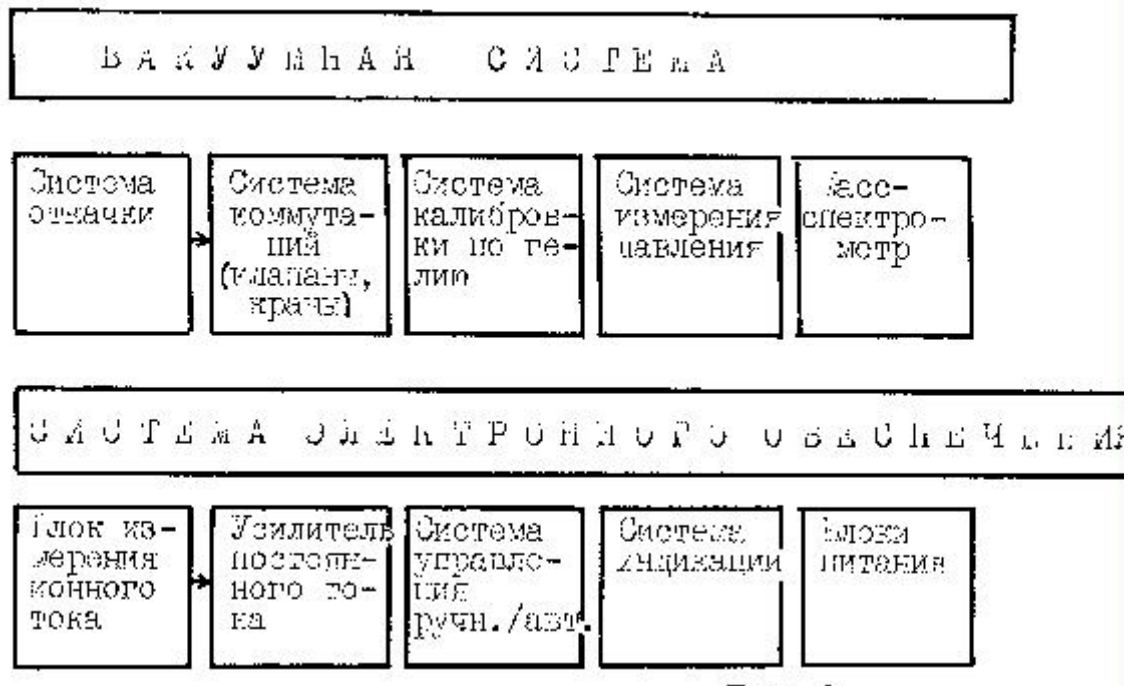 ВАКУУМНАЯ СИСТЕМА
Система
откачки
Система
коммута-
ций
(клапаны,
краны)
Система
калибров-
ки по ге-
лию
Система
измерения
давления
Масс-
спектро-
метр
СИСТЕМА ЭЛЕКТРОННОГО ОБЕСПЕЧЕНИЯ
Блок из-
мерения
ионного
тока
Усилитель
постоян-
ного то-
ка
Система
управле-
ния
ручн./авт.
Система
индикации
Блоки
питания